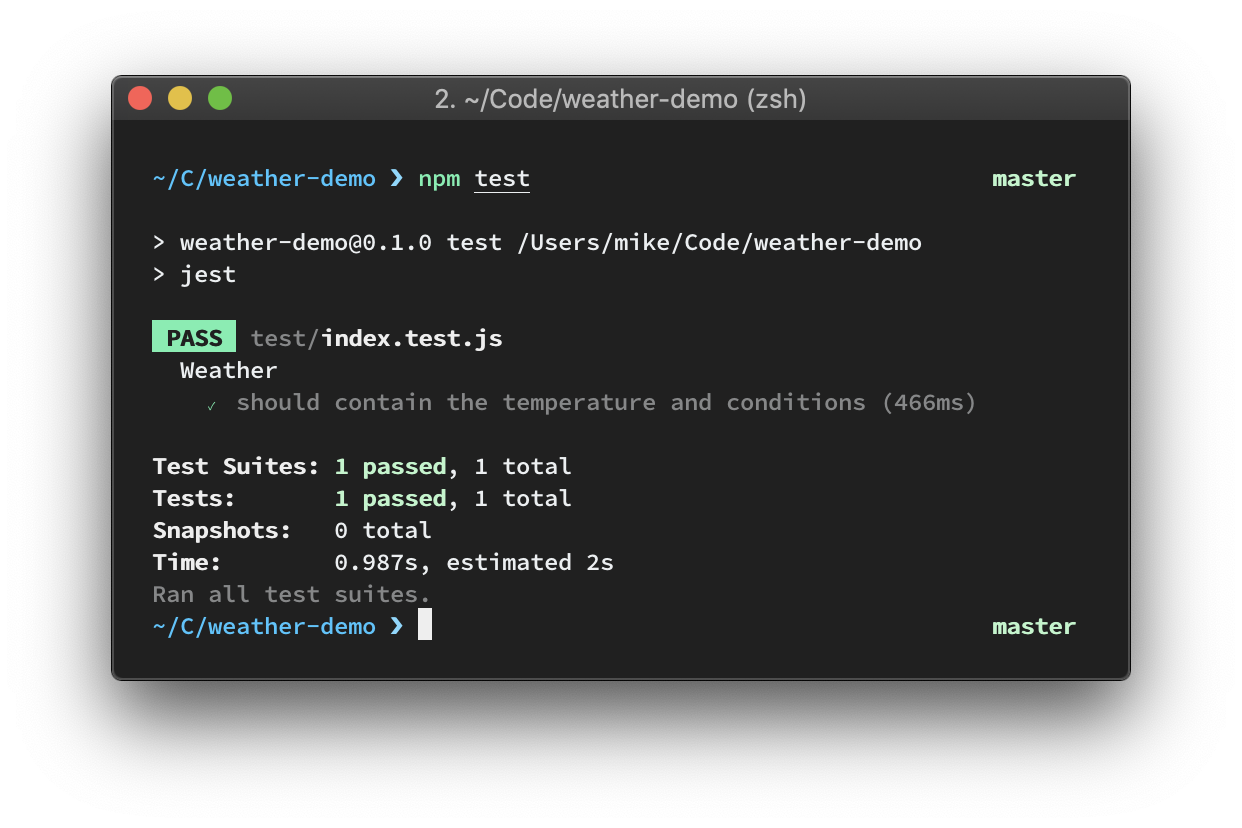 2. ~/Code/weather-demo (zsh)
~/C/weather-demo ❯ npm test master
> weather-demo@0.1.0 test /Users/mike/Code/weather-demo
> jest
PASS test/index.test.js
Weather
✓ should contain the temperature and conditions (466ms)
Test Suites: 1 passed, 1 total
Tests: 1 passed, 1 total
Snapshots: 0 total
Time: 0.987s, estimated 2s
Ran all test suites.
~/C/weather-demo ❯ master